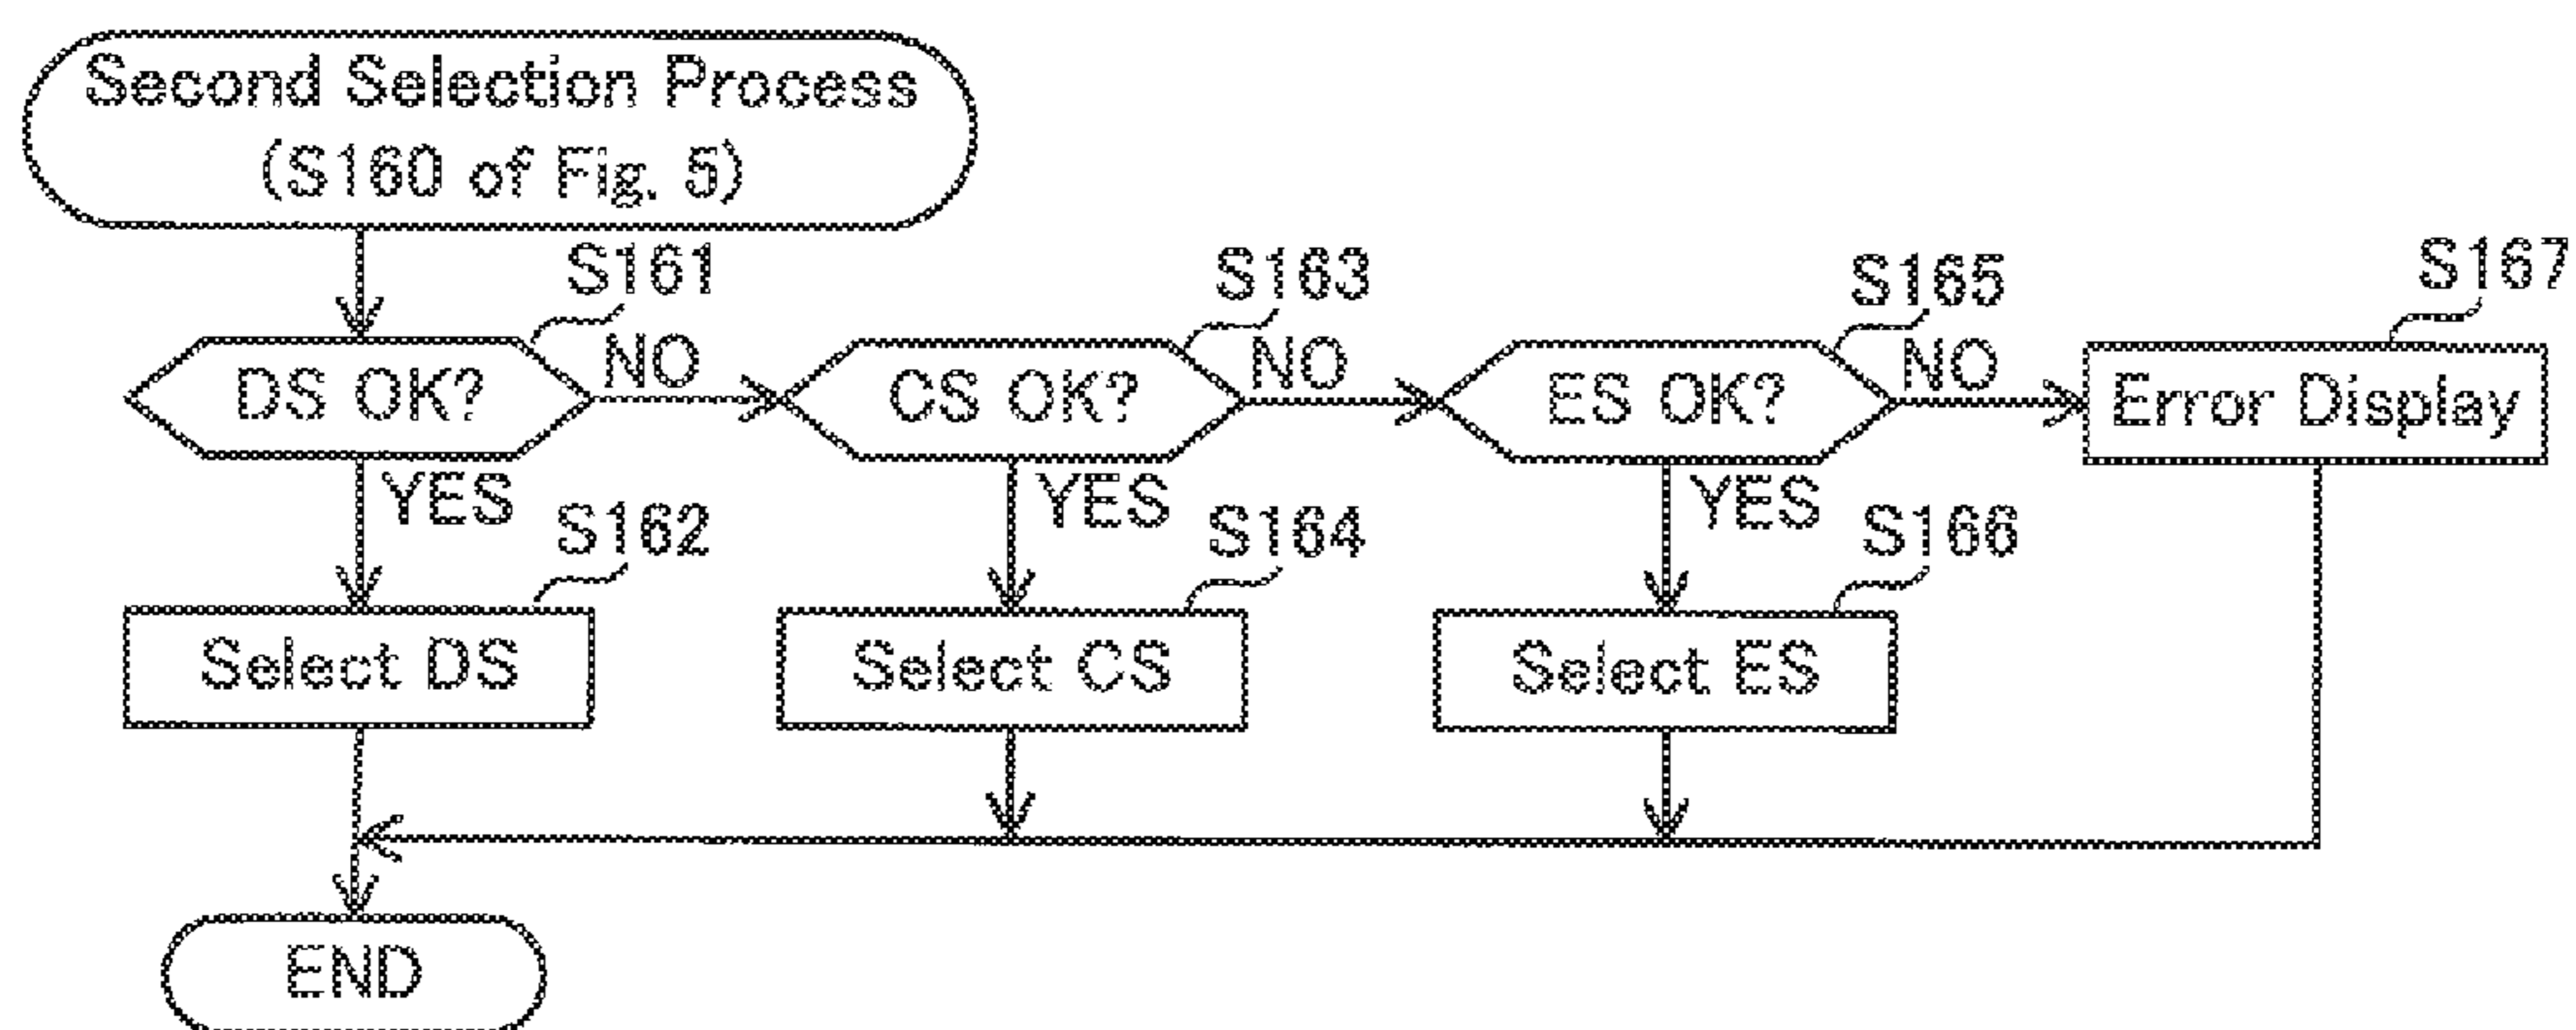 Second Selection Process
(S160 of Fig. 5)
S161
S163
S165
S167
DS OK?
NO
CS OK?
NO
ES OK?
NO
Error Display
YES
YES
YES
S162
S164
S166
Select DS
Select CS
Select ES
END